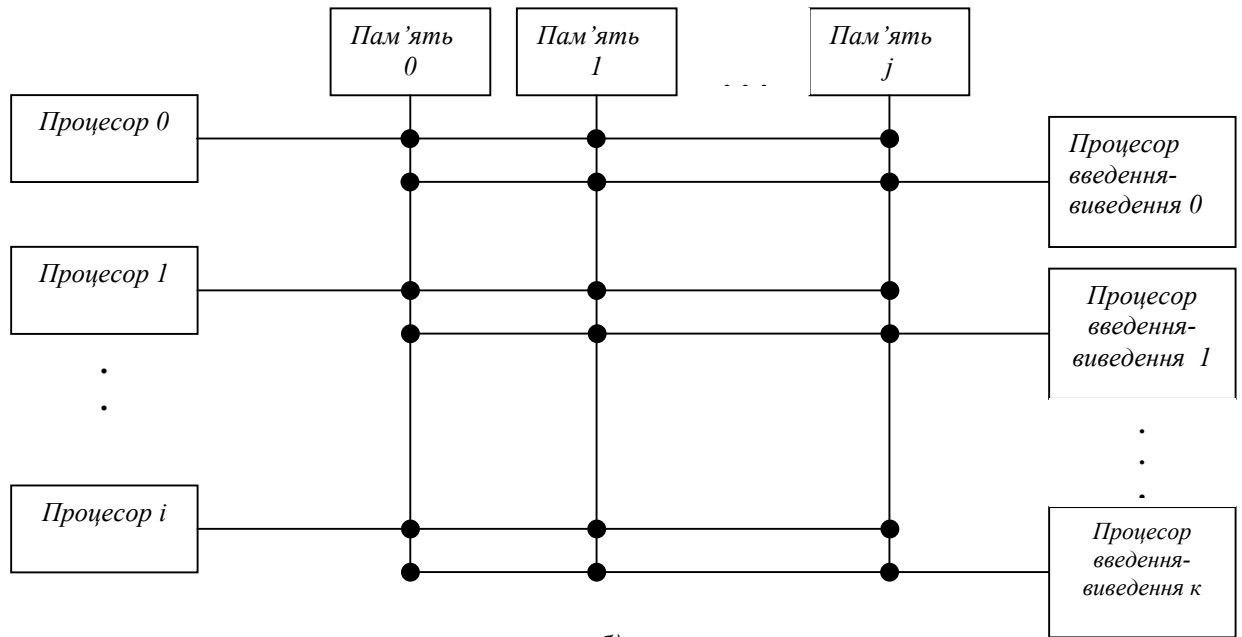 Пам’ять
0
Пам’ять
1
. . .
Пам’ять
j
Процесор 0
Процесор
введення-
виведення 0
Процесор 1
Процесор
введення-
виведення 1
.
.
.
.
.
Процесор i
Процесор
введення-
виведення к